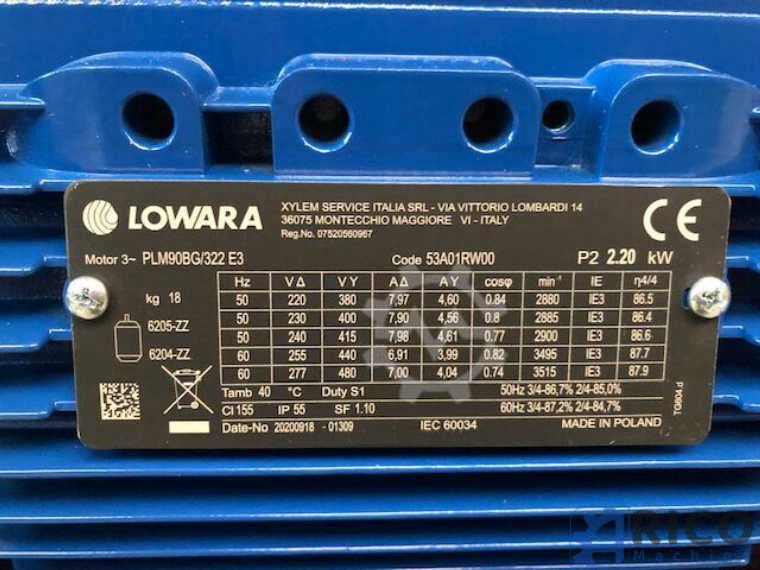 LOWARA
XYLEM SERVICE ITALIA SRL - VIA VITTORIO LOMBARDI 14
36075 MONTECCHIO MAGGIORE VI - ITALY
Reg.No. 07520560967
CE
Motor 3~ PLM90BG/322 E3 Code 53A01RW00 P2 2.20 kW
Hz V Δ V Y A Δ A Y cosφ min⁻¹ IE η4/4
kg 18
50 220 380 7,97 4,60 0.84 2880 IE3 86.5
50 230 400 7,90 4,56 0.8 2885 IE3 86.4
6205-ZZ
50 240 415 7,98 4,61 0.77 2900 IE3 86.6
60 255 440 6,91 3,99 0.82 3495 IE3 87.7
6204-ZZ
60 277 480 7,00 4,04 0.74 3515 IE3 87.9
Tamb 40 °C Duty S1 50Hz 3/4-86,7% 2/4-85,0%
Cl 155 IP 55 SF 1.10 60Hz 3/4-87,2% 2/4-84,7%
Date-No 20200918 - 01309 IEC 60034 MADE IN POLAND
TG804.d
RICO
Machin